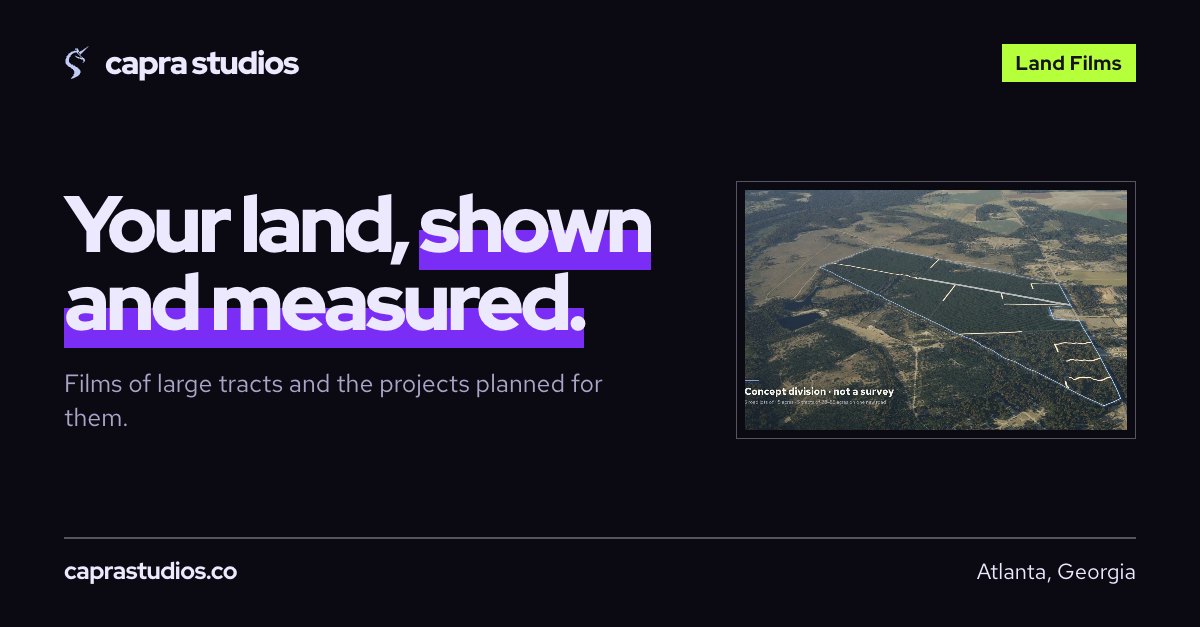 capra studios
Land Films
Your land, shown
and measured.
Films of large tracts and the projects planned for
them.
Concept division · not a survey
caprastudios.co
Atlanta, Georgia